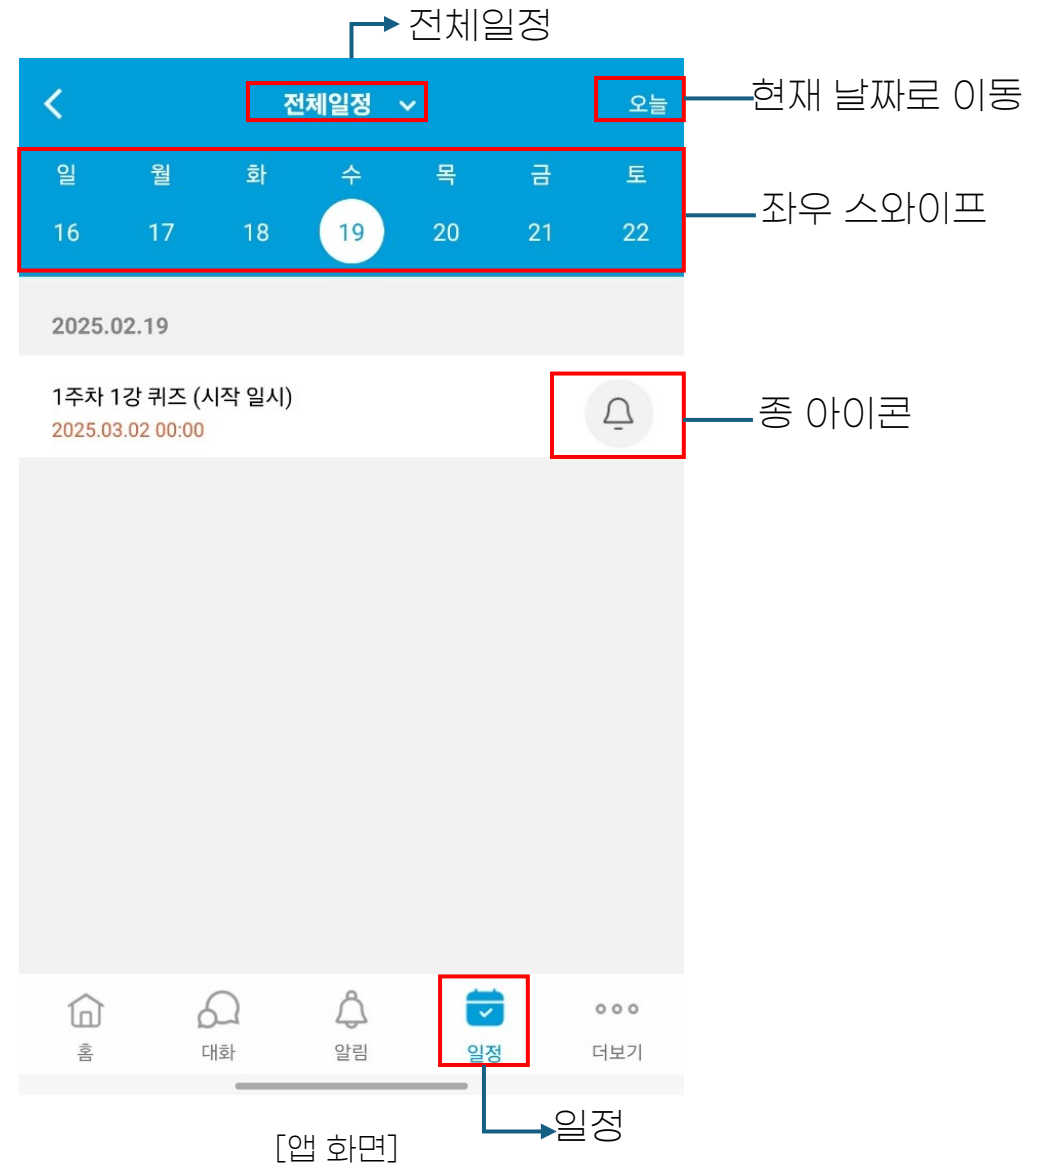 전체일정
전체일정
오늘
현재 날짜로 이동
일 월 화 수 목 금 토
16 17 18 19 20 21 22
좌우 스와이프
2025.02.19
1주차 1강 퀴즈 (시작 일시)
2025.03.02 00:00
종 아이콘
홈 대화 알림 일정 더보기
일정
[앱 화면]